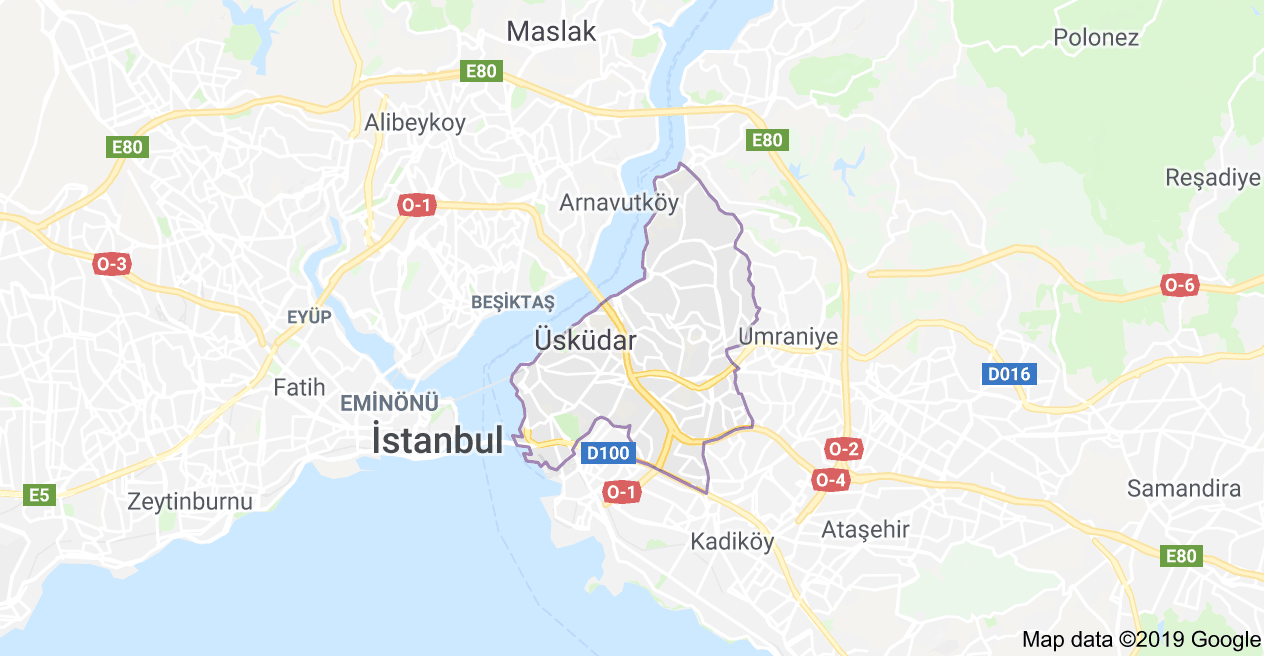 Maslak
Polonez
E80
Alibeykoy
E80
E80
Reşadiye
Arnavutköy
O-1
O-3
O-6
BEŞİKTAŞ
EYÜP
Üsküdar
Umraniye
D016
Fatih
EMİNÖNÜ
İstanbul
D100
O-2
O-4
O-1
E5
Zeytinburnu
Samandira
Ataşehir
Kadiköy
E80
Map data ©2019 Google